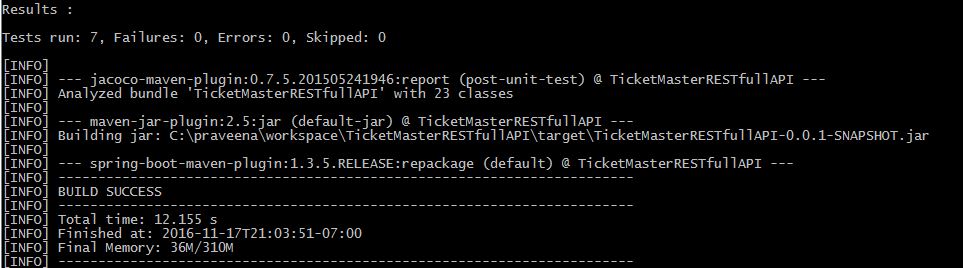 Results :
Tests run: 7, Failures: 0, Errors: 0, Skipped: 0
[INFO]
[INFO] --- jacoco-maven-plugin:0.7.5.201505241946:report (post-unit-test) @ TicketMasterRESTfullAPI ---
[INFO] Analyzed bundle 'TicketMasterRESTfullAPI' with 23 classes
[INFO]
[INFO] --- maven-jar-plugin:2.5:jar (default-jar) @ TicketMasterRESTfullAPI ---
[INFO] Building jar: C:\praveena\workspace\TicketMasterRESTfullAPI\target\TicketMasterRESTfullAPI-0.0.1-SNAPSHOT.jar
[INFO]
[INFO] --- spring-boot-maven-plugin:1.3.5.RELEASE:repackage (default) @ TicketMasterRESTfullAPI ---
[INFO] ------------------------------------------------------------------------
[INFO] BUILD SUCCESS
[INFO] ------------------------------------------------------------------------
[INFO] Total time: 12.155 s
[INFO] Finished at: 2016-11-17T21:03:51-07:00
[INFO] Final Memory: 36M/310M
[INFO] ------------------------------------------------------------------------